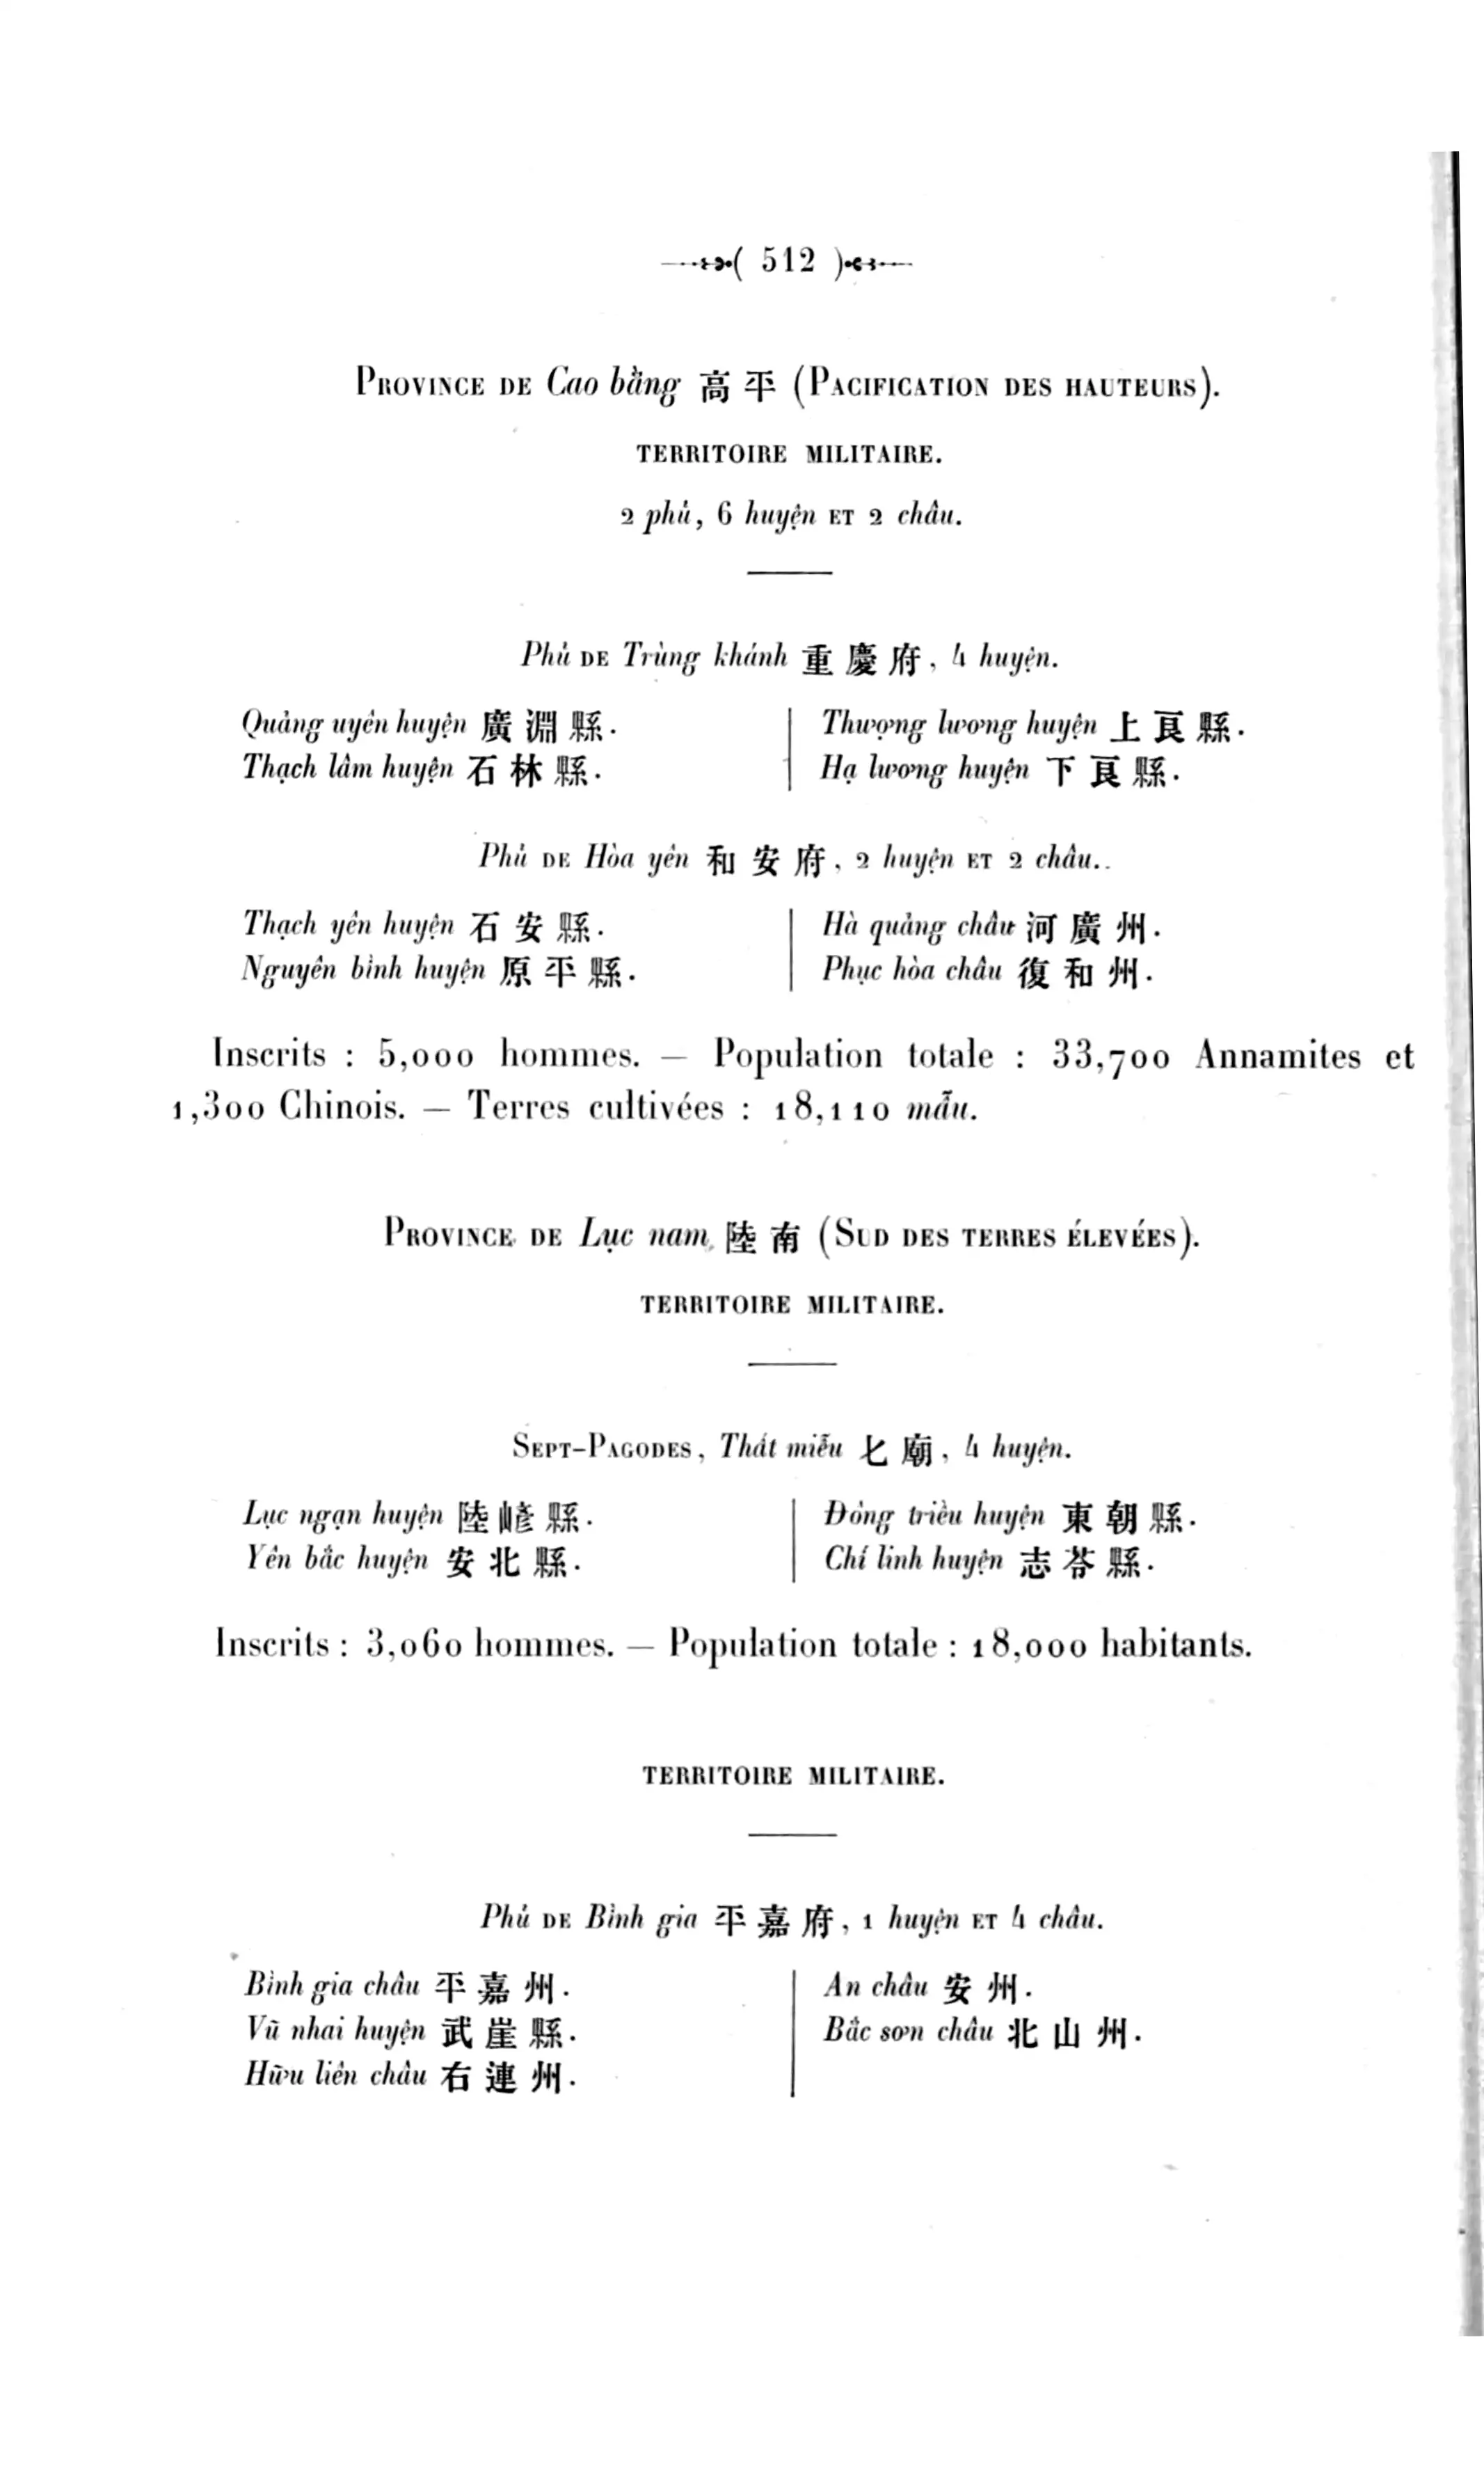 ( 512 )
PROVINCE DE Cao bằng 高平 (PACIFICATION DES HAUTEURS).
TERRITOIRE MILITAIRE.
2 phủ, 6 huyện ET 2 châu.
Phủ DE Trùng khánh 重慶府, 4 huyện.
Quảng uyên huyện 廣淵縣.
Thạch lâm huyện 石林縣.
Thượng lương huyện 上茛縣.
Hạ lương huyện 下茛縣.
Phủ DE Hòa yên 和安府, 2 huyện ET 2 châu..
Thạch yên huyện 石安縣.
Nguyên bình huyện 原平縣.
Hà quảng châu 河廣州.
Phục hòa châu 復和州.
Inscrits : 5,000 hommes. — Population totale : 33,700 Annamites et
1,300 Chinois. — Terres cultivées : 18,110 mẫu.
PROVINCE DE Lục nam 陸南 (SUD DES TERRES ÉLEVÉES).
TERRITOIRE MILITAIRE.
SEPT-PAGODES, Thất miễu 七廟, 4 huyện.
Lục ngạn huyện 陸嵃縣.
Yên bắc huyện 安北縣.
Đông triều huyện 東朝縣.
Chí linh huyện 志苓縣.
Inscrits : 3,060 hommes. — Population totale : 18,000 habitants.
TERRITOIRE MILITAIRE.
Phủ DE Bình gia 平嘉府, 1 huyện ET 4 châu.
Bình gia châu 平嘉州.
Vũ nhai huyện 武崖縣.
Hữu liên châu 右連州.
An châu 安州.
Bắc sơn châu 北山州.